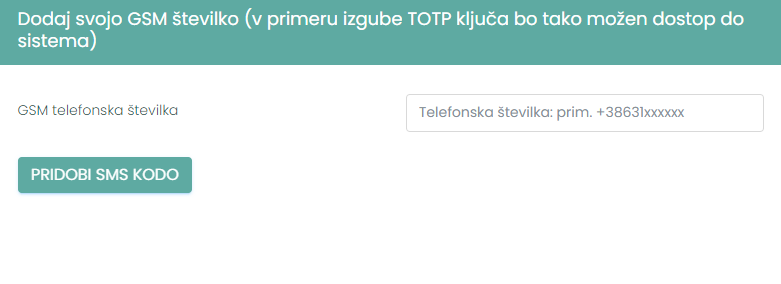 Dodaj svojo GSM številko (v primeru izgube TOTP ključa bo tako možen dostop do
sistema)
GSM telefonska številka
Telefonska številka: prim. +38631xxxxxx
PRIDOBI SMS KODO